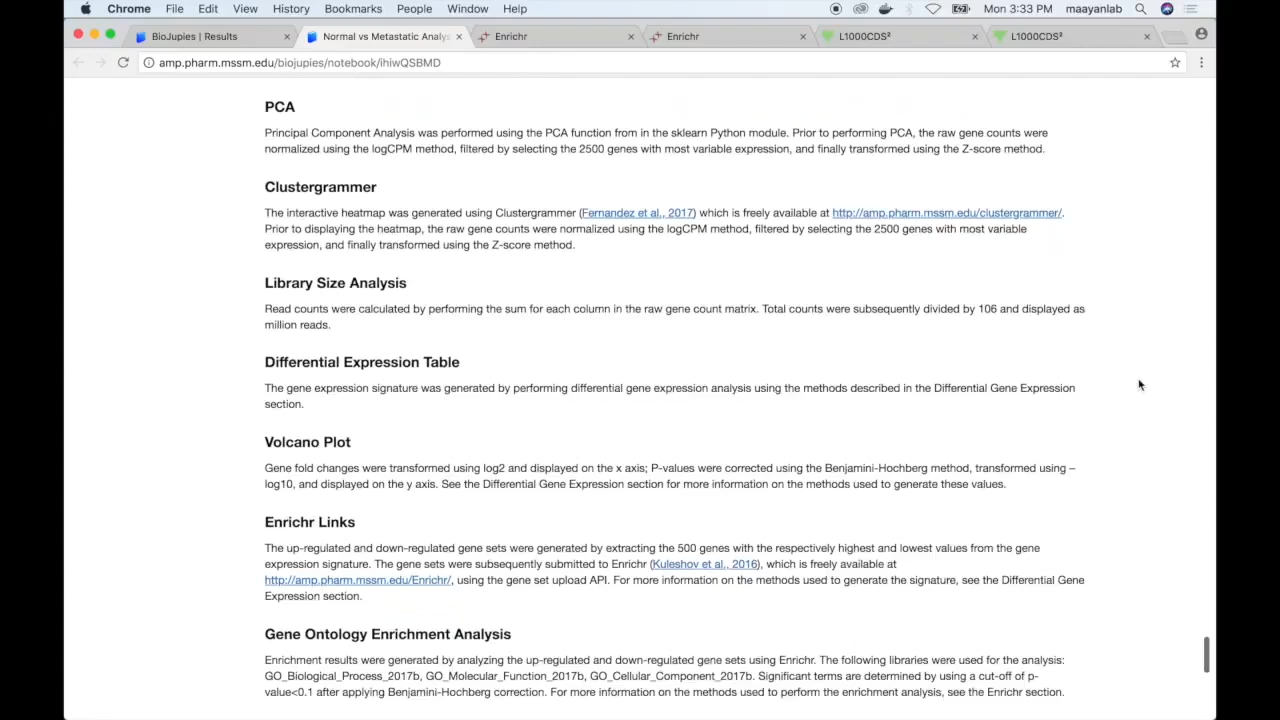 Chrome File Edit View History Bookmarks People Window Help Mon 3:33 PM maayanlab
BioJupies | Results × Normal vs Metastatic Analys × Enrichr × Enrichr × L1000CDS² × L1000CDS² ×
amp.pharm.mssm.edu/biojupies/notebook/ihiwQSBMD
PCA
Principal Component Analysis was performed using the PCA function from in the sklearn Python module. Prior to performing PCA, the raw gene counts were
normalized using the logCPM method, filtered by selecting the 2500 genes with most variable expression, and finally transformed using the Z-score method.
Clustergrammer
The interactive heatmap was generated using Clustergrammer (Fernandez et al., 2017) which is freely available at http://amp.pharm.mssm.edu/clustergrammer/.
Prior to displaying the heatmap, the raw gene counts were normalized using the logCPM method, filtered by selecting the 2500 genes with most variable
expression, and finally transformed using the Z-score method.
Library Size Analysis
Read counts were calculated by performing the sum for each column in the raw gene count matrix. Total counts were subsequently divided by 106 and displayed as
million reads.
Differential Expression Table
The gene expression signature was generated by performing differential gene expression analysis using the methods described in the Differential Gene Expression
section.
Volcano Plot
Gene fold changes were transformed using log2 and displayed on the x axis; P-values were corrected using the Benjamini-Hochberg method, transformed using –
log10, and displayed on the y axis. See the Differential Gene Expression section for more information on the methods used to generate these values.
Enrichr Links
The up-regulated and down-regulated gene sets were generated by extracting the 500 genes with the respectively highest and lowest values from the gene
expression signature. The gene sets were subsequently submitted to Enrichr (Kuleshov et al., 2016), which is freely available at
http://amp.pharm.mssm.edu/Enrichr/, using the gene set upload API. For more information on the methods used to generate the signature, see the Differential Gene
Expression section.
Gene Ontology Enrichment Analysis
Enrichment results were generated by analyzing the up-regulated and down-regulated gene sets using Enrichr. The following libraries were used for the analysis:
GO_Biological_Process_2017b, GO_Molecular_Function_2017b, GO_Cellular_Component_2017b. Significant terms are determined by using a cut-off of p-
value<0.1 after applying Benjamini-Hochberg correction. For more information on the methods used to perform the enrichment analysis, see the Enrichr section.